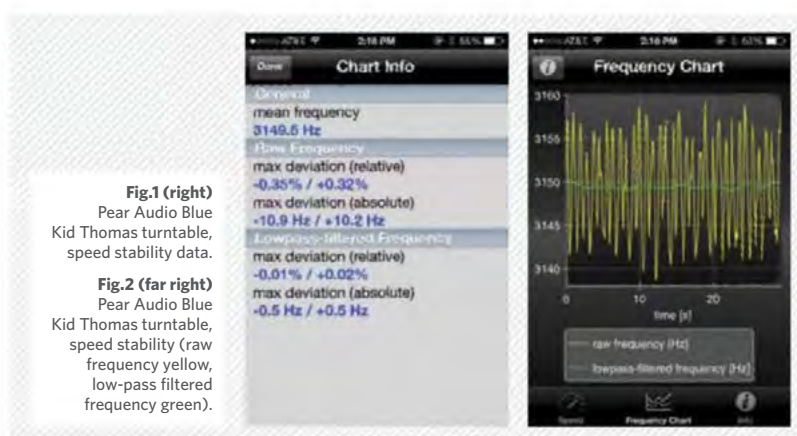 Fig.1 (right)
Pear Audio Blue
Kid Thomas turntable,
speed stability data.
Fig.2 (far right)
Pear Audio Blue
Kid Thomas turntable,
speed stability (raw
frequency yellow,
low-pass filtered
frequency green).
AT&T 2:16 PM
Done Chart Info
General
mean frequency
3149.5 Hz
Raw Frequency
max deviation (relative)
-0.35% / +0.32%
max deviation (absolute)
-10.9 Hz / +10.2 Hz
Lowpass-filtered Frequency
max deviation (relative)
-0.01% / +0.02%
max deviation (absolute)
-0.5 Hz / +0.5 Hz
AT&T 2:16 PM
Frequency Chart
3160
3155
3150
3145
3140
0 10 20
time [s]
raw frequency [Hz]
lowpass-filtered frequency [Hz]
Frequency Chart Info